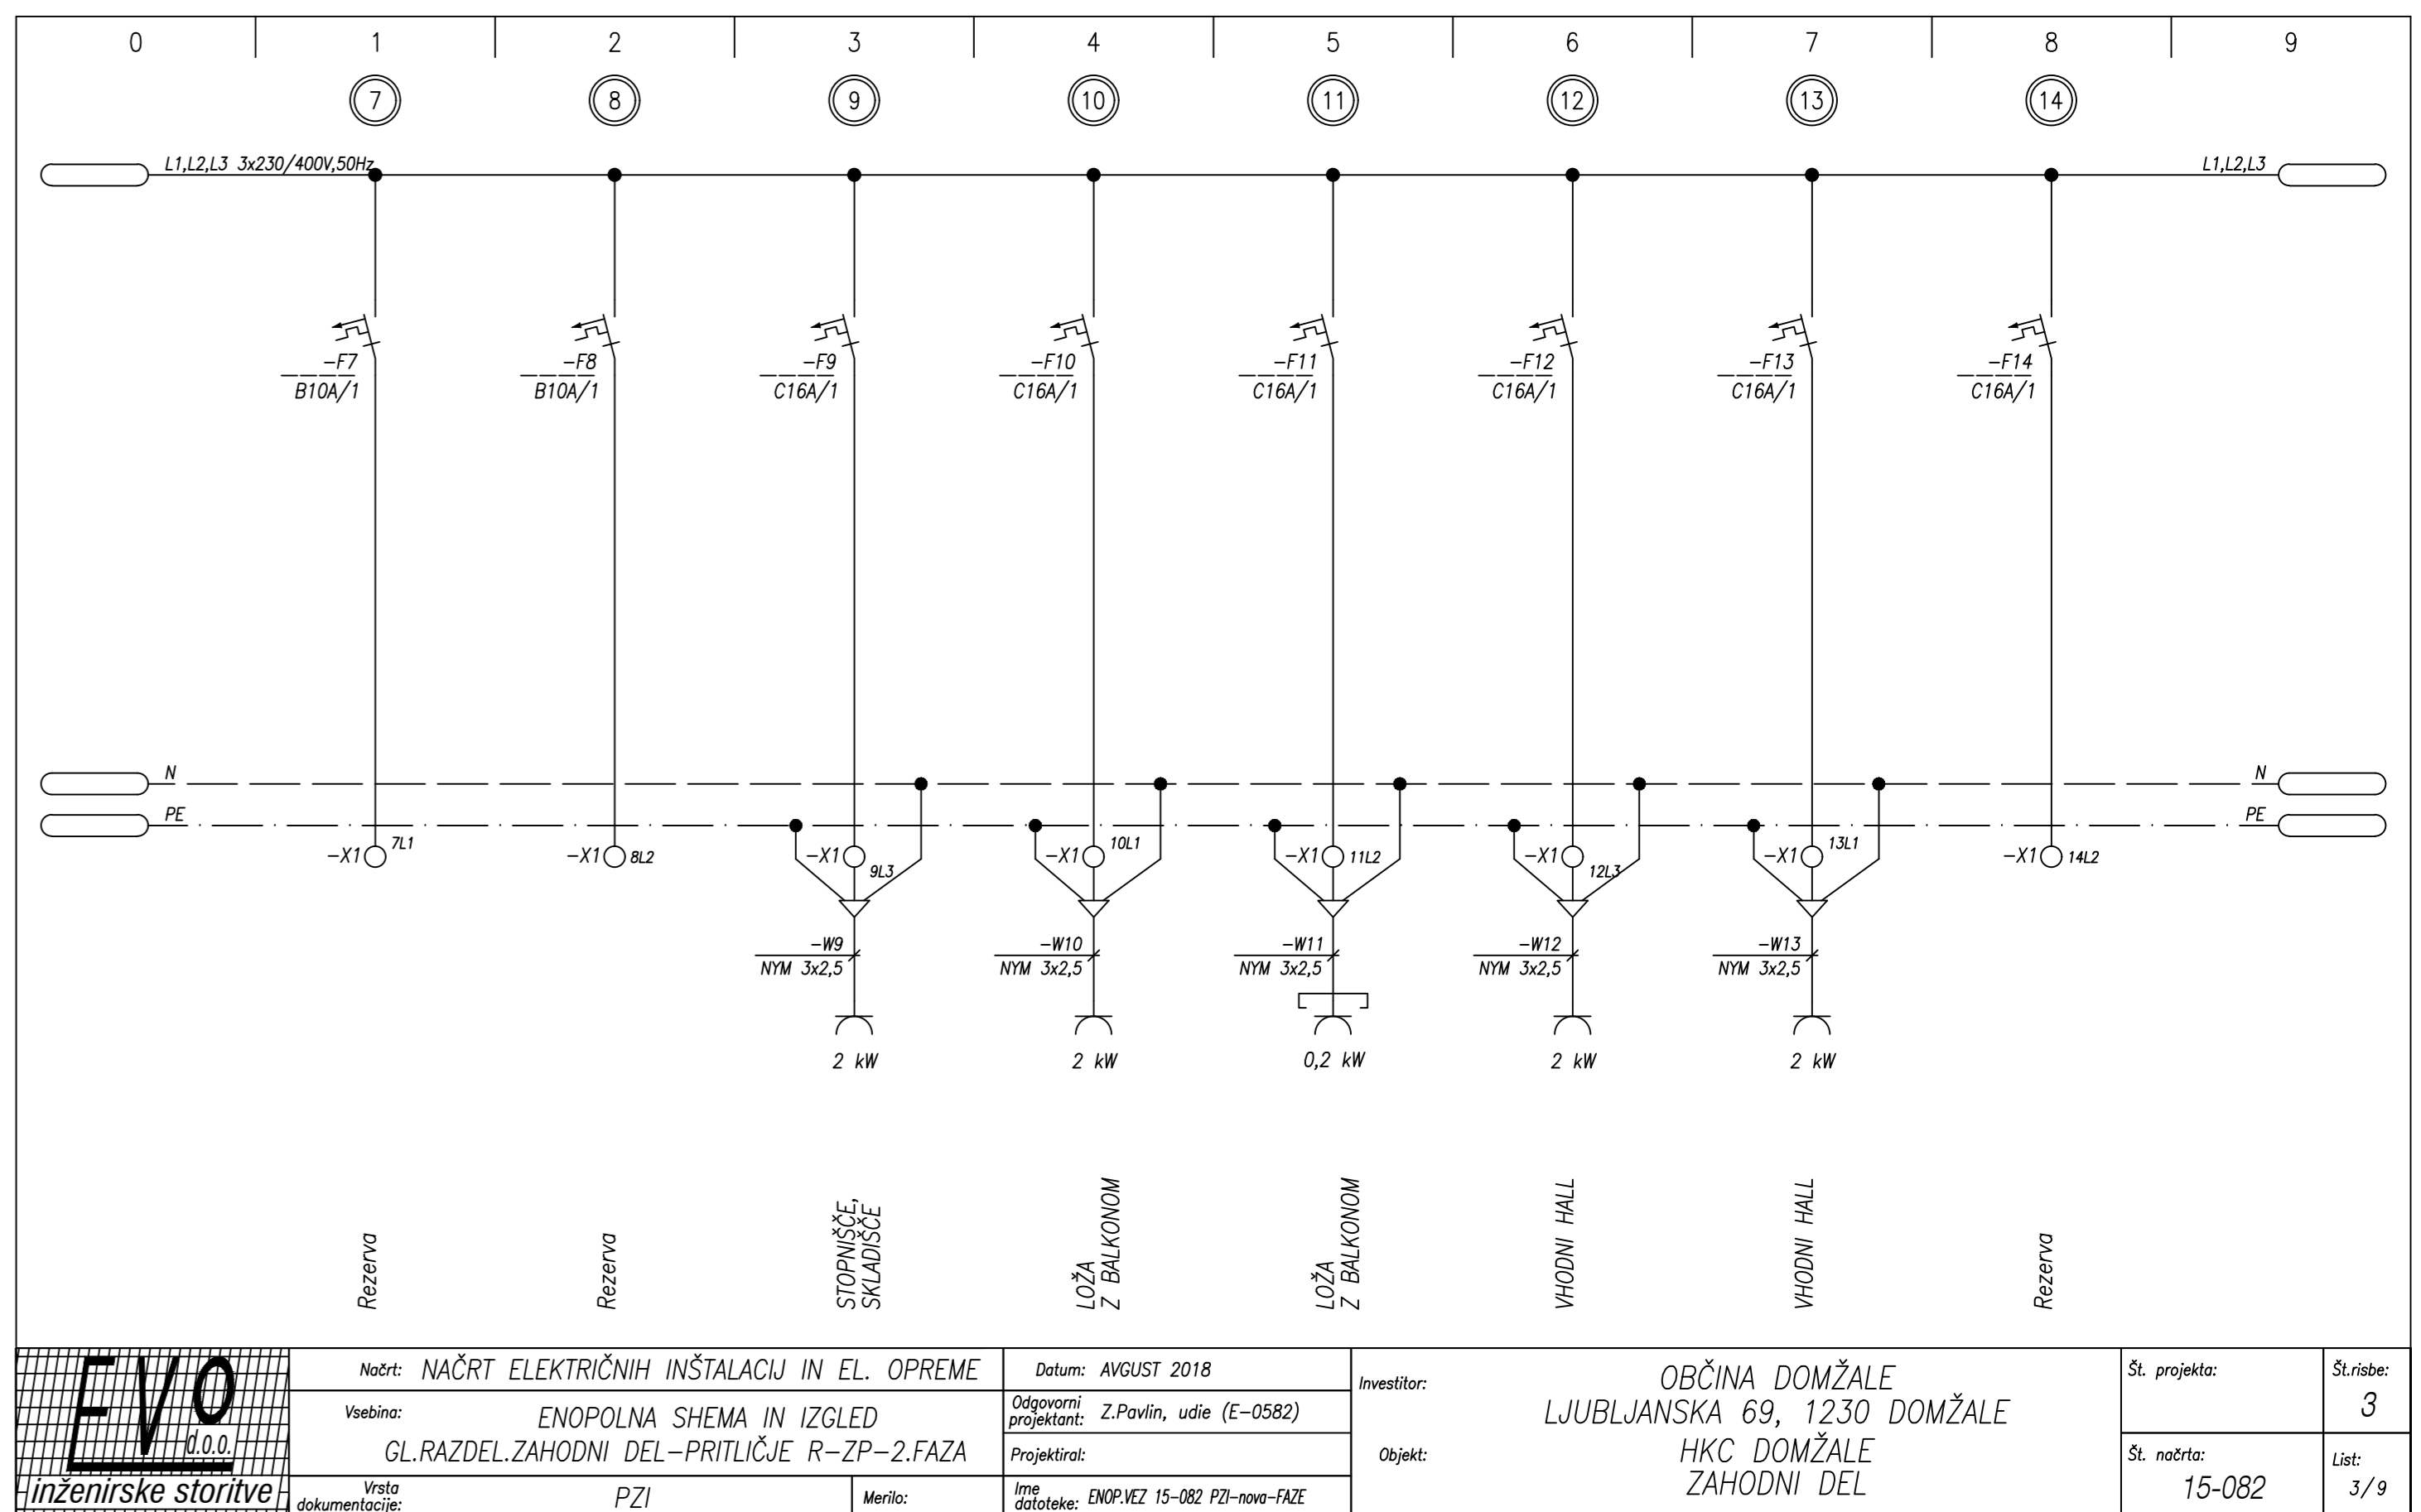 0 1 2 3 4 5 6 7 8 9
7 8 9 10 11 12 13 14
L1,L2,L3 3x230/400V,50Hz
L1,L2,L3
-F7 -F8 -F9 -F10 -F11 -F12 -F13 -F14
B10A/1 B10A/1 C16A/1 C16A/1 C16A/1 C16A/1 C16A/1 C16A/1
N N
PE PE
-X1 7L1 -X1 8L2 -X1 9L3 -X1 10L1 -X1 11L2 -X1 12L3 -X1 13L1 -X1 14L2
-W9 -W10 -W11 -W12 -W13
NYM 3x2,5 NYM 3x2,5 NYM 3x2,5 NYM 3x2,5 NYM 3x2,5
2 kW 2 kW 0,2 kW 2 kW 2 kW
Rezerva
Rezerva
STOPNIŠČE,
SKLADIŠČE
LOŽA
Z BALKONOM
LOŽA
Z BALKONOM
VHODNI HALL
VHODNI HALL
Rezerva
EVO
d.o.o.
inženirske storitve
Načrt: NAČRT ELEKTRIČNIH INŠTALACIJ IN EL. OPREME
Vsebina: ENOPOLNA SHEMA IN IZGLED
GL.RAZDEL.ZAHODNI DEL-PRITLIČJE R-ZP-2.FAZA
Vrsta
dokumentacije: PZI
Merilo:
Datum: AVGUST 2018
Odgovorni
projektant: Z.Pavlin, udie (E-0582)
Projektiral:
Ime
datoteke: ENOP.VEZ 15-082 PZI-nova-FAZE
Investitor: OBČINA DOMŽALE
LJUBLJANSKA 69, 1230 DOMŽALE
Objekt: HKC DOMŽALE
ZAHODNI DEL
Št. projekta:
Št. načrta:
15-082
Št.risbe:
3
List:
3/9